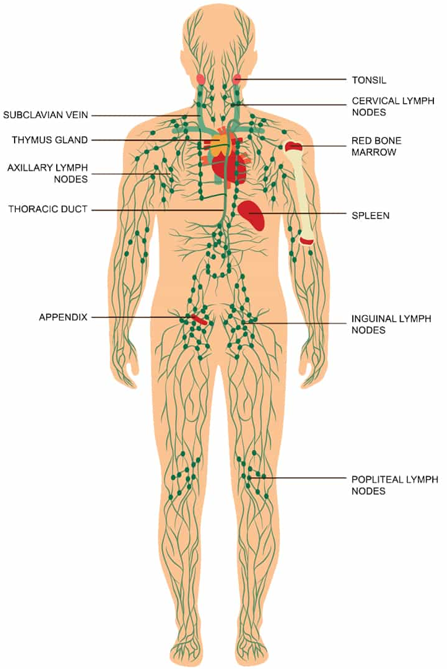 SUBCLAVIAN VEIN
THYMUS GLAND
AXILLARY LYMPH
NODES
THORACIC DUCT
APPENDIX
TONSIL
CERVICAL LYMPH
NODES
RED BONE
MARROW
SPLEEN
INGUINAL LYMPH
NODES
POPLITEAL LYMPH
NODES